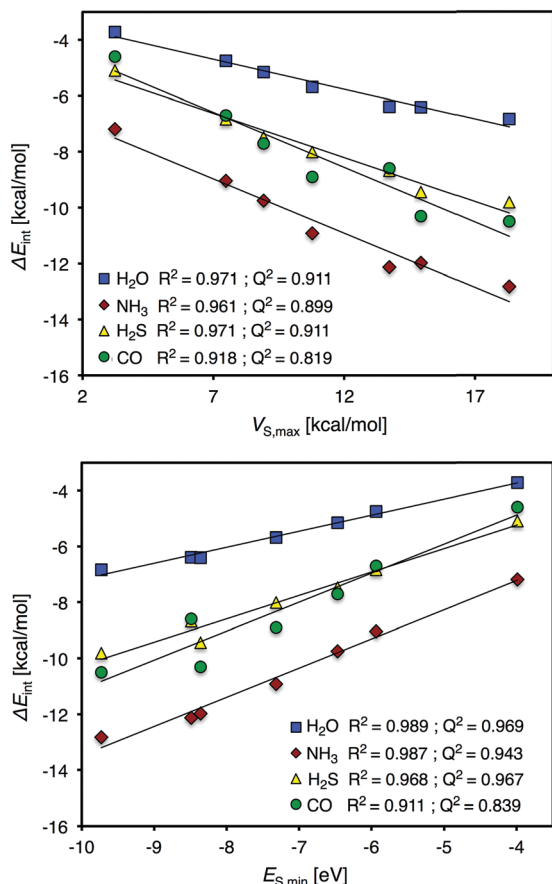 -4
-6
-8
-10
-12
-14
-16
ΔE_int [kcal/mol]
H₂O R² = 0.971 ; Q² = 0.911
NH₃ R² = 0.961 ; Q² = 0.899
H₂S R² = 0.971 ; Q² = 0.911
CO R² = 0.918 ; Q² = 0.819
2 7 12 17
V_S,max [kcal/mol]
-4
-6
-8
-10
-12
-14
-16
ΔE_int [kcal/mol]
H₂O R² = 0.989 ; Q² = 0.969
NH₃ R² = 0.987 ; Q² = 0.943
H₂S R² = 0.968 ; Q² = 0.967
CO R² = 0.911 ; Q² = 0.839
-10 -9 -8 -7 -6 -5 -4
E_S,min [eV]